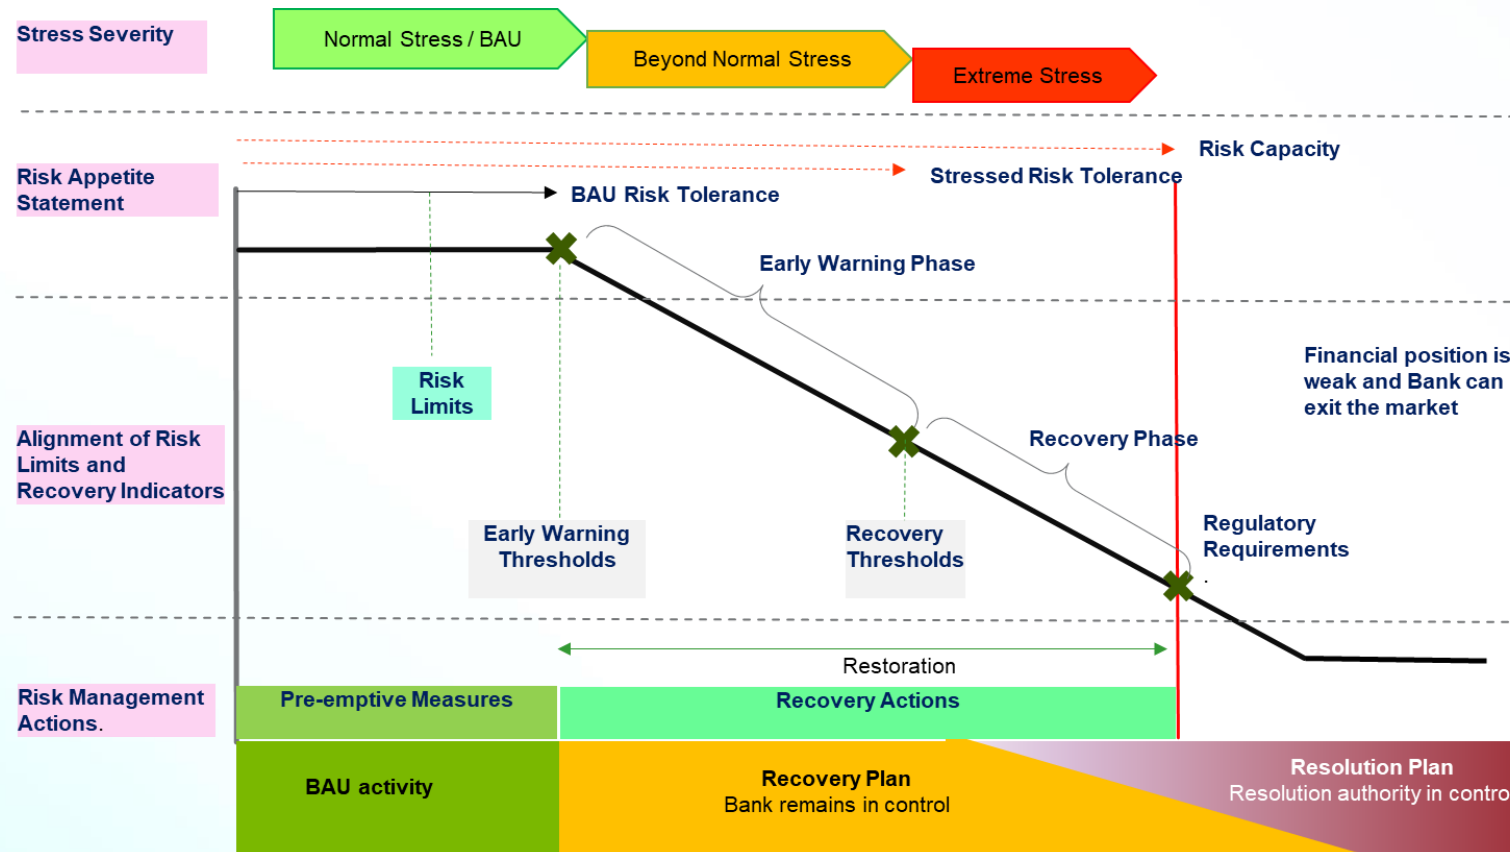 Stress Severity
Normal Stress / BAU
Beyond Normal Stress
Extreme Stress
Risk Capacity
Risk Appetite
Statement
Stressed Risk Tolerance
BAU Risk Tolerance
Early Warning Phase
Risk
Limits
Financial position is
weak and Bank can
exit the market
Alignment of Risk
Limits and
Recovery Indicators
Recovery Phase
Early Warning
Thresholds
Recovery
Thresholds
Regulatory
Requirements
.
Restoration
Risk Management
Actions.
Pre-emptive Measures
Recovery Actions
BAU activity
Recovery Plan
Bank remains in control
Resolution Plan
Resolution authority in contro